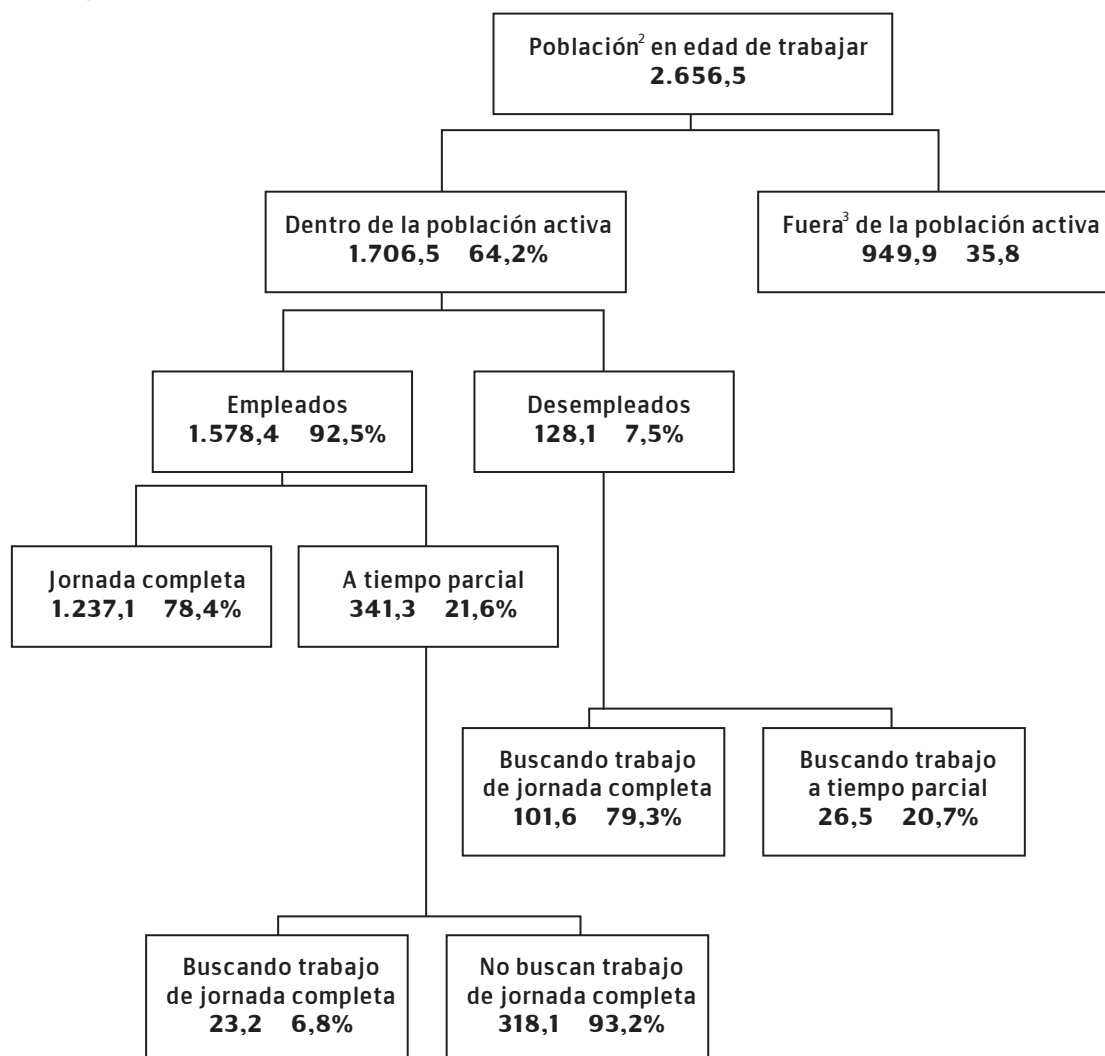 Población² en edad de trabajar
2.656,5
Dentro de la población activa
1.706,5 64,2%
Fuera³ de la población activa
949,9 35,8
Empleados
1.578,4 92,5%
Desempleados
128,1 7,5%
Jornada completa
1.237,1 78,4%
A tiempo parcial
341,3 21,6%
Buscando trabajo
de jornada completa
101,6 79,3%
Buscando trabajo
a tiempo parcial
26,5 20,7%
Buscando trabajo
de jornada completa
23,2 6,8%
No buscan trabajo
de jornada completa
318,1 93,2%